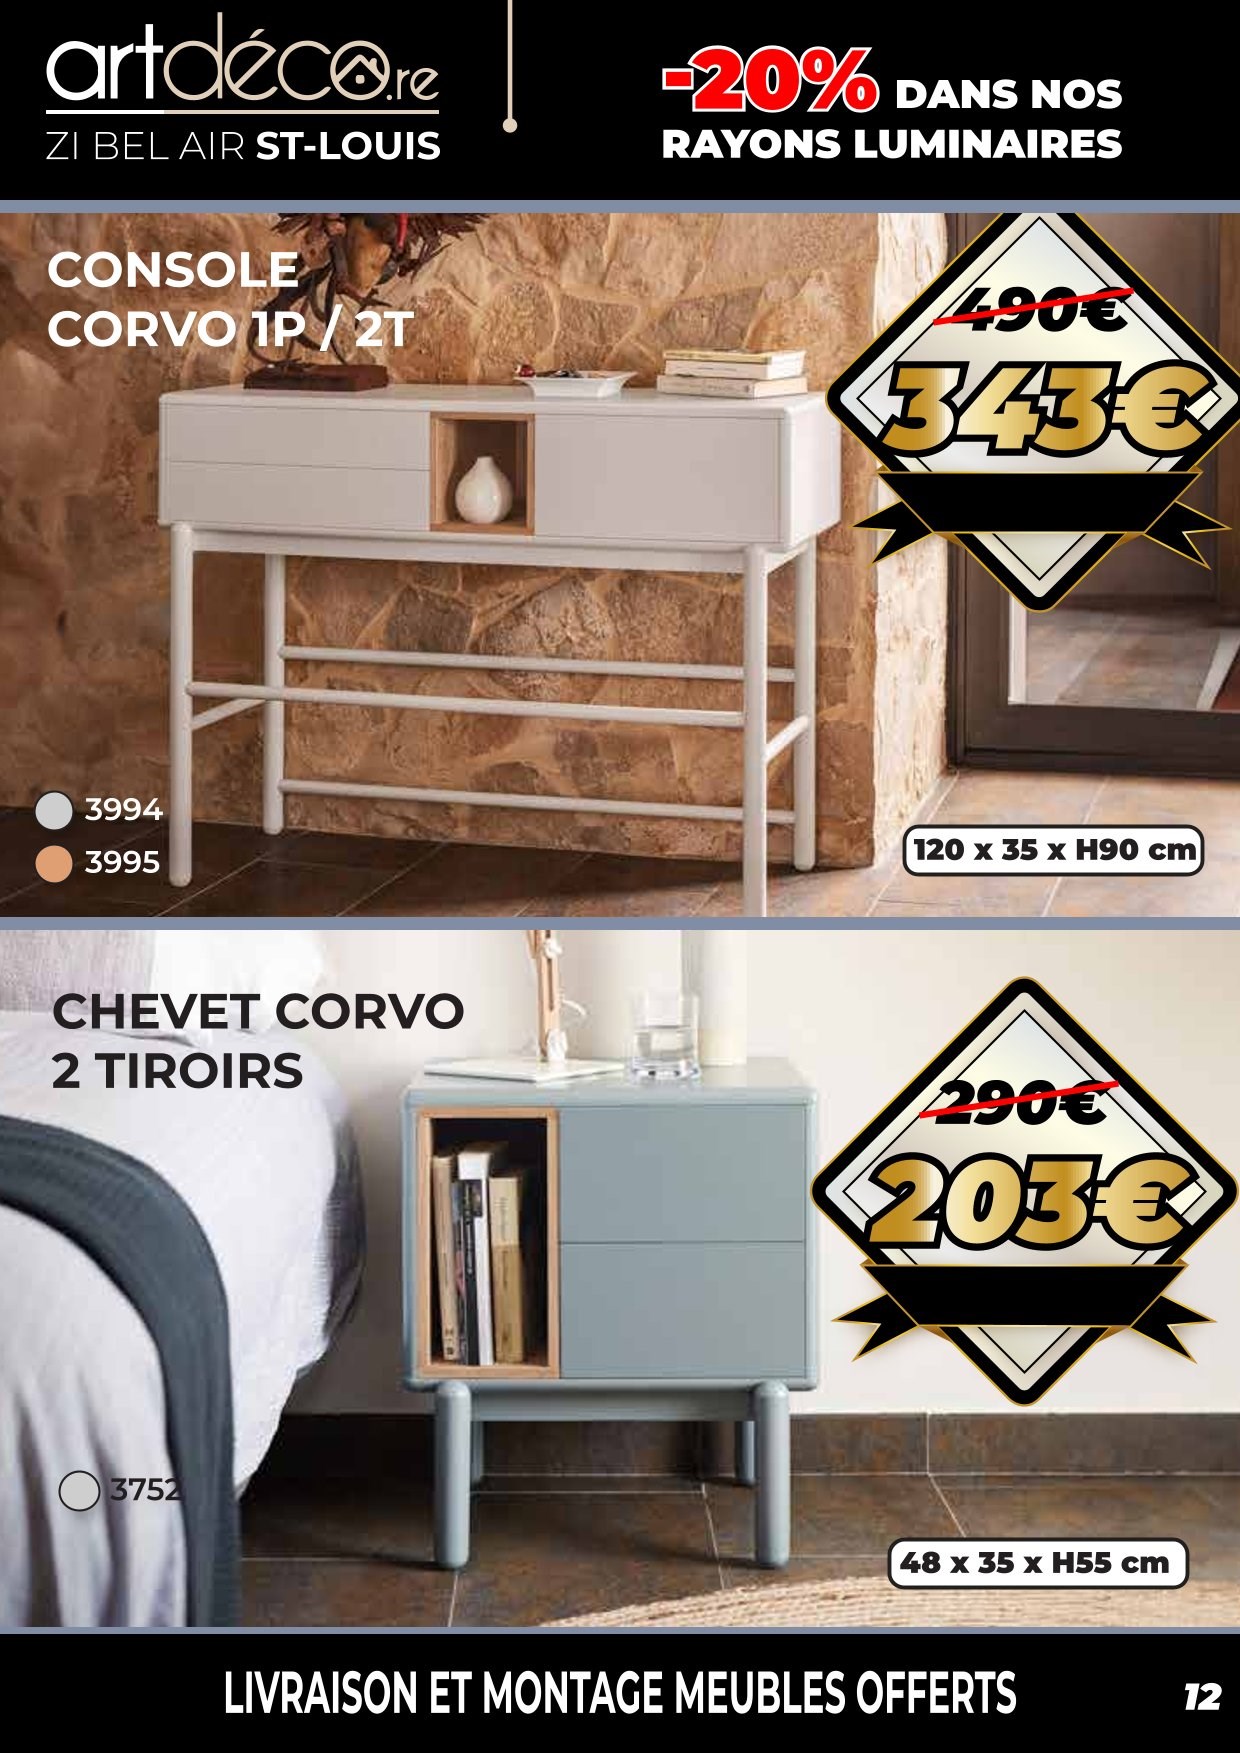 artdéco.re
ZI BEL AIR ST-LOUIS
-20% DANS NOS
RAYONS LUMINAIRES
CONSOLE
CORVO 1P / 2T
490€
343€
3994
3995
120 x 35 x H90 cm
CHEVET CORVO
2 TIROIRS
290€
203€
3752
48 x 35 x H55 cm
LIVRAISON ET MONTAGE MEUBLES OFFERTS
12